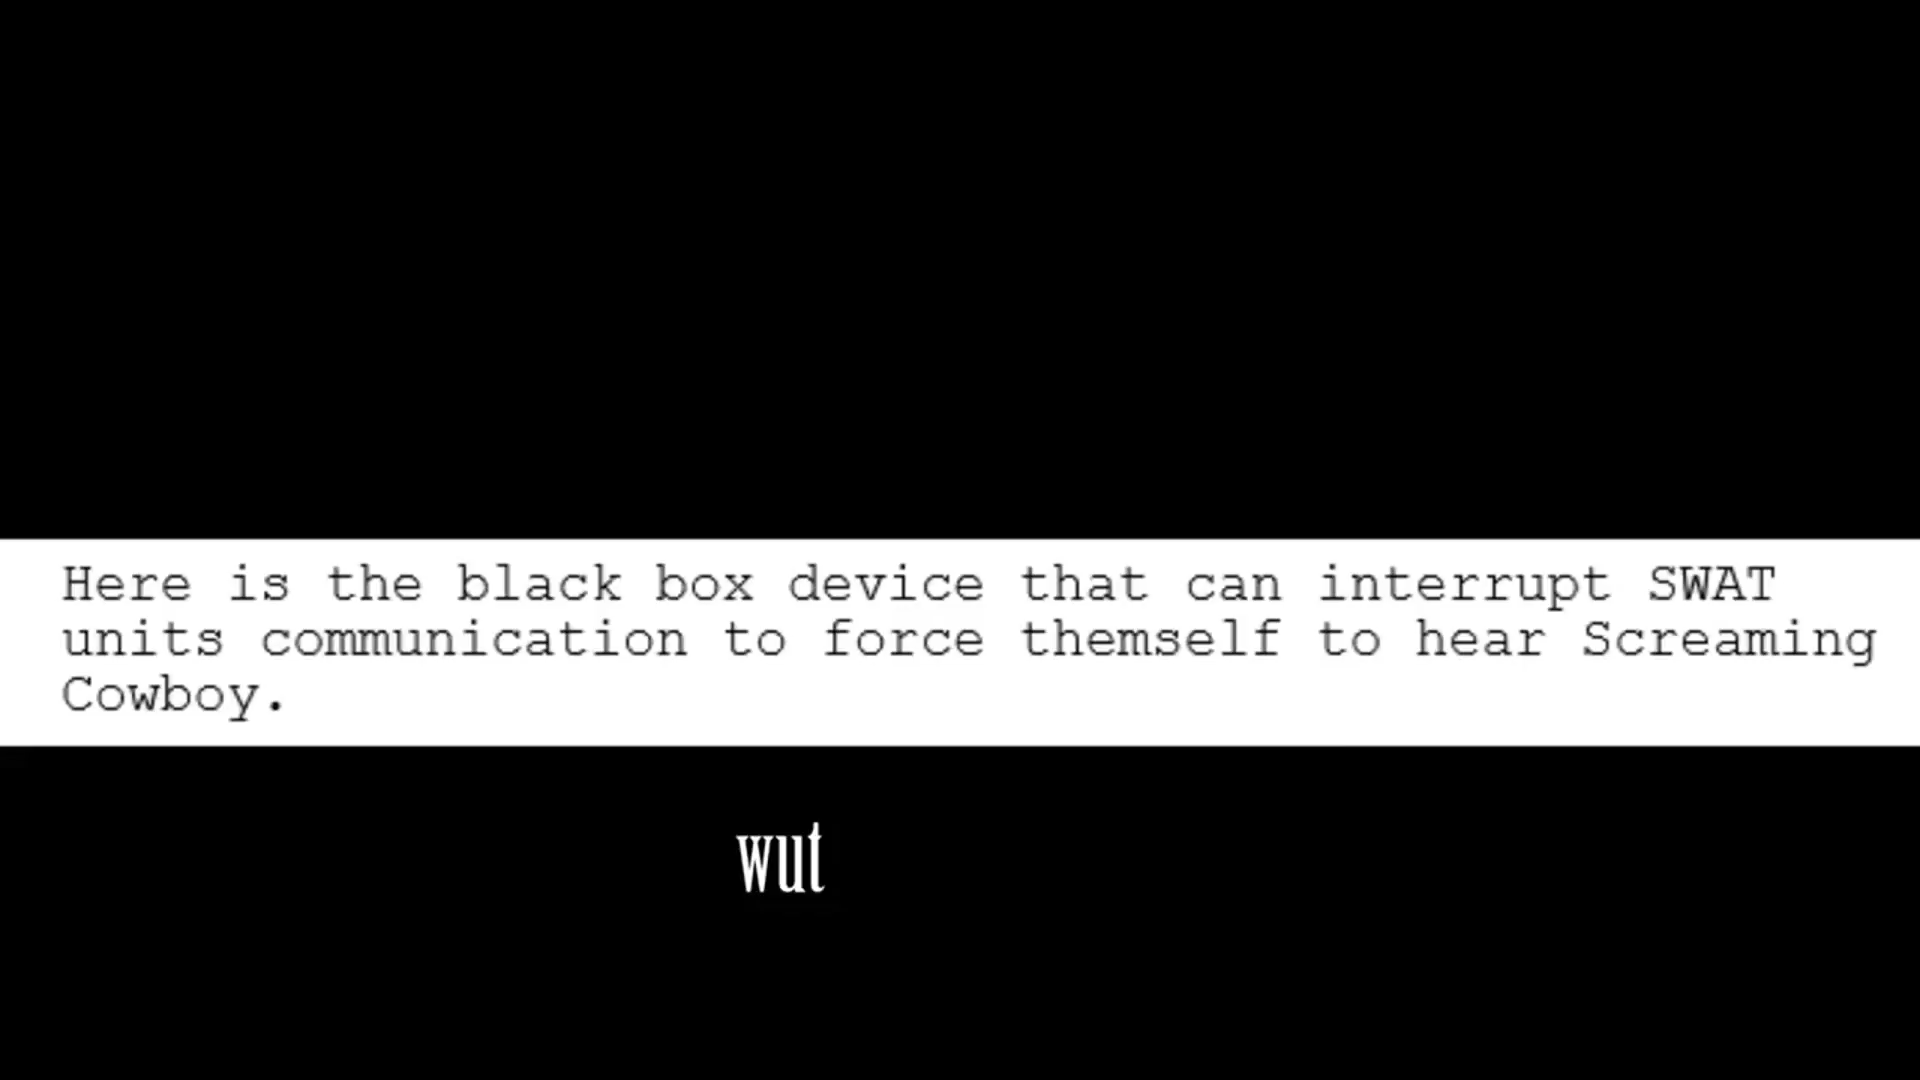 Here is the black box device that can interrupt SWAT
units communication to force themself to hear Screaming
Cowboy.
wut